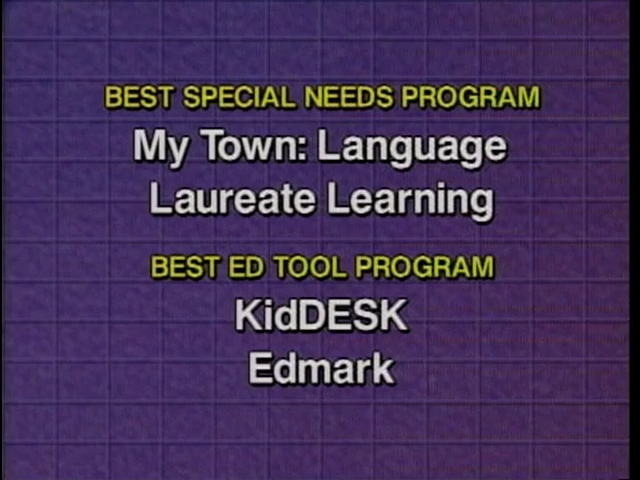 BEST SPECIAL NEEDS PROGRAM
My Town: Language
Laureate Learning
BEST ED TOOL PROGRAM
KidDESK
Edmark